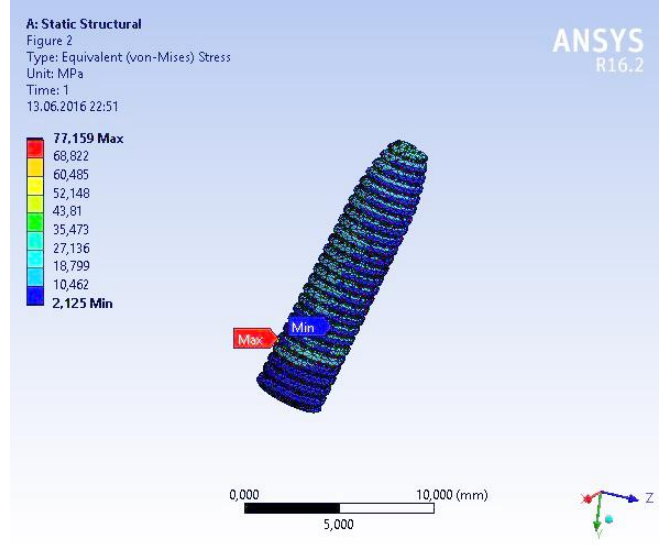 A: Static Structural
Figure 2
Type: Equivalent (von-Mises) Stress
Unit: MPa
Time: 1
13.06.2016 22:51
ANSYS
R16.2
77,159 Max
68,822
60,485
52,148
43,81
35,473
27,136
18,799
10,462
2,125 Min
Min
Max
0,000
10,000 (mm)
5,000
X
Z
Y